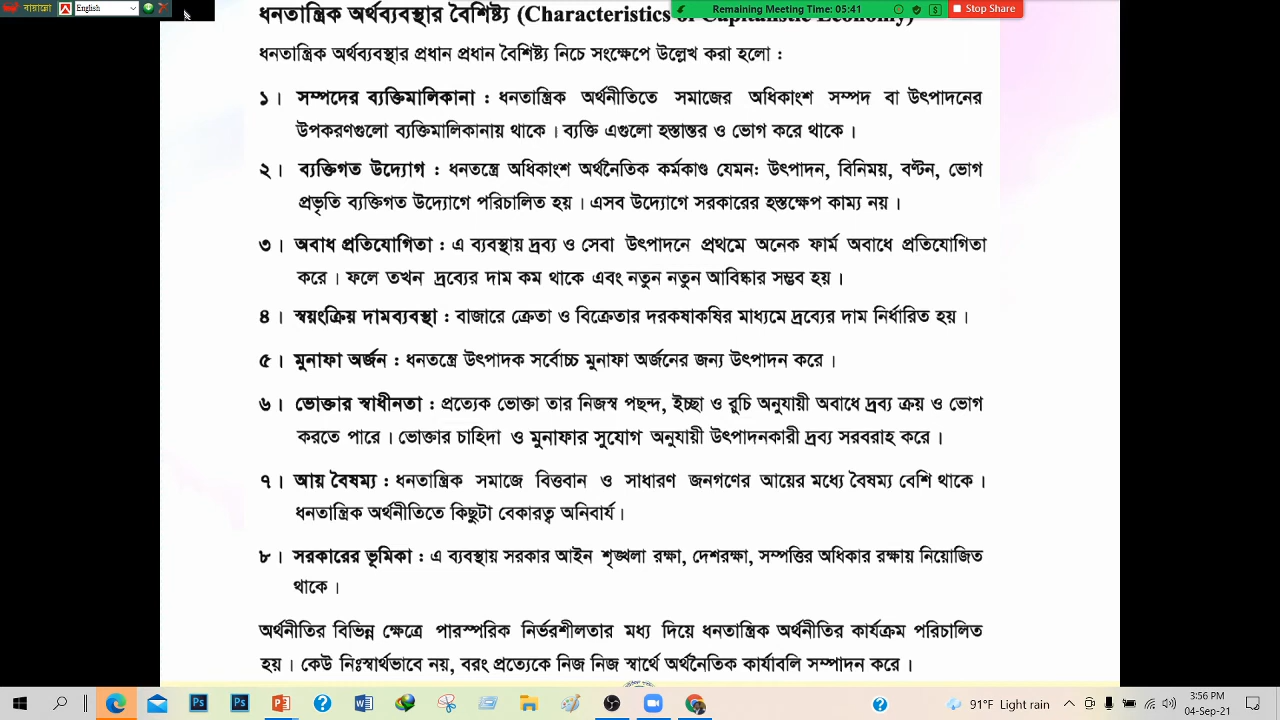 বায়ান্নো English Remaining Meeting Time: 05:41 Stop Share
ধনতান্ত্রিক অর্থব্যবস্থার বৈশিষ্ট্য (Characteristics of Capitalistic Economy)
ধনতান্ত্রিক অর্থব্যবস্থার প্রধান প্রধান বৈশিষ্ট্য নিচে সংক্ষেপে উল্লেখ করা হলো :
১। সম্পদের ব্যক্তিমালিকানা : ধনতান্ত্রিক অর্থনীতিতে সমাজের অধিকাংশ সম্পদ বা উৎপাদনের
উপকরণগুলো ব্যক্তিমালিকানায় থাকে। ব্যক্তি এগুলো হস্তান্তর ও ভোগ করে থাকে।
২। ব্যক্তিগত উদ্যোগ : ধনতন্ত্রে অধিকাংশ অর্থনৈতিক কর্মকাণ্ড যেমন: উৎপাদন, বিনিময়, বণ্টন, ভোগ
প্রভৃতি ব্যক্তিগত উদ্যোগে পরিচালিত হয়। এসব উদ্যোগে সরকারের হস্তক্ষেপ কাম্য নয়।
৩। অবাধ প্রতিযোগিতা : এ ব্যবস্থায় দ্রব্য ও সেবা উৎপাদনে প্রথমে অনেক ফার্ম অবাধে প্রতিযোগিতা
করে। ফলে তখন দ্রব্যের দাম কম থাকে এবং নতুন নতুন আবিষ্কার সম্ভব হয়।
৪। স্বয়ংক্রিয় দামব্যবস্থা : বাজারে ক্রেতা ও বিক্রেতার দরকষাকষির মাধ্যমে দ্রব্যের দাম নির্ধারিত হয়।
৫। মুনাফা অর্জন : ধনতন্ত্রে উৎপাদক সর্বোচ্চ মুনাফা অর্জনের জন্য উৎপাদন করে।
৬। ভোক্তার স্বাধীনতা : প্রত্যেক ভোক্তা তার নিজস্ব পছন্দ, ইচ্ছা ও রুচি অনুযায়ী অবাধে দ্রব্য ক্রয় ও ভোগ
করতে পারে। ভোক্তার চাহিদা ও মুনাফার সুযোগ অনুযায়ী উৎপাদনকারী দ্রব্য সরবরাহ করে।
৭। আয় বৈষম্য : ধনতান্ত্রিক সমাজে বিত্তবান ও সাধারণ জনগণের আয়ের মধ্যে বৈষম্য বেশি থাকে।
ধনতান্ত্রিক অর্থনীতিতে কিছুটা বেকারত্ব অনিবার্য।
৮। সরকারের ভূমিকা : এ ব্যবস্থায় সরকার আইন শৃঙ্খলা রক্ষা, দেশরক্ষা, সম্পত্তির অধিকার রক্ষায় নিয়োজিত
থাকে।
অর্থনীতির বিভিন্ন ক্ষেত্রে পারস্পরিক নির্ভরশীলতার মধ্য দিয়ে ধনতান্ত্রিক অর্থনীতির কার্যক্রম পরিচালিত
হয়। কেউ নিঃস্বার্থভাবে নয়, বরং প্রত্যেকে নিজ নিজ স্বার্থে অর্থনৈতিক কার্যাবলি সম্পাদন করে।
91°F Light rain 3:56 PM
04-Sep-21